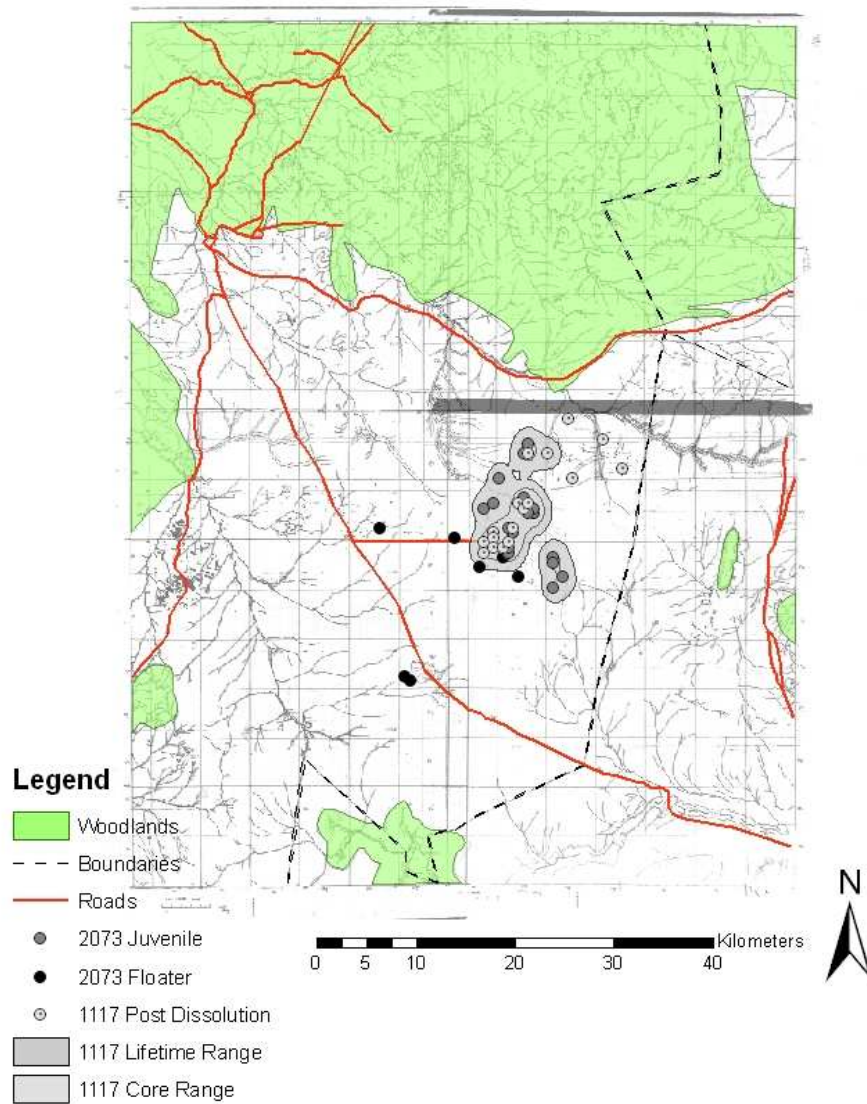 Legend
Woodlands
Boundaries
Roads
2073 Juvenile
2073 Floater
1117 Post Dissolution
1117 Lifetime Range
1117 Core Range
Kilometers
0 5 10 20 30 40
N